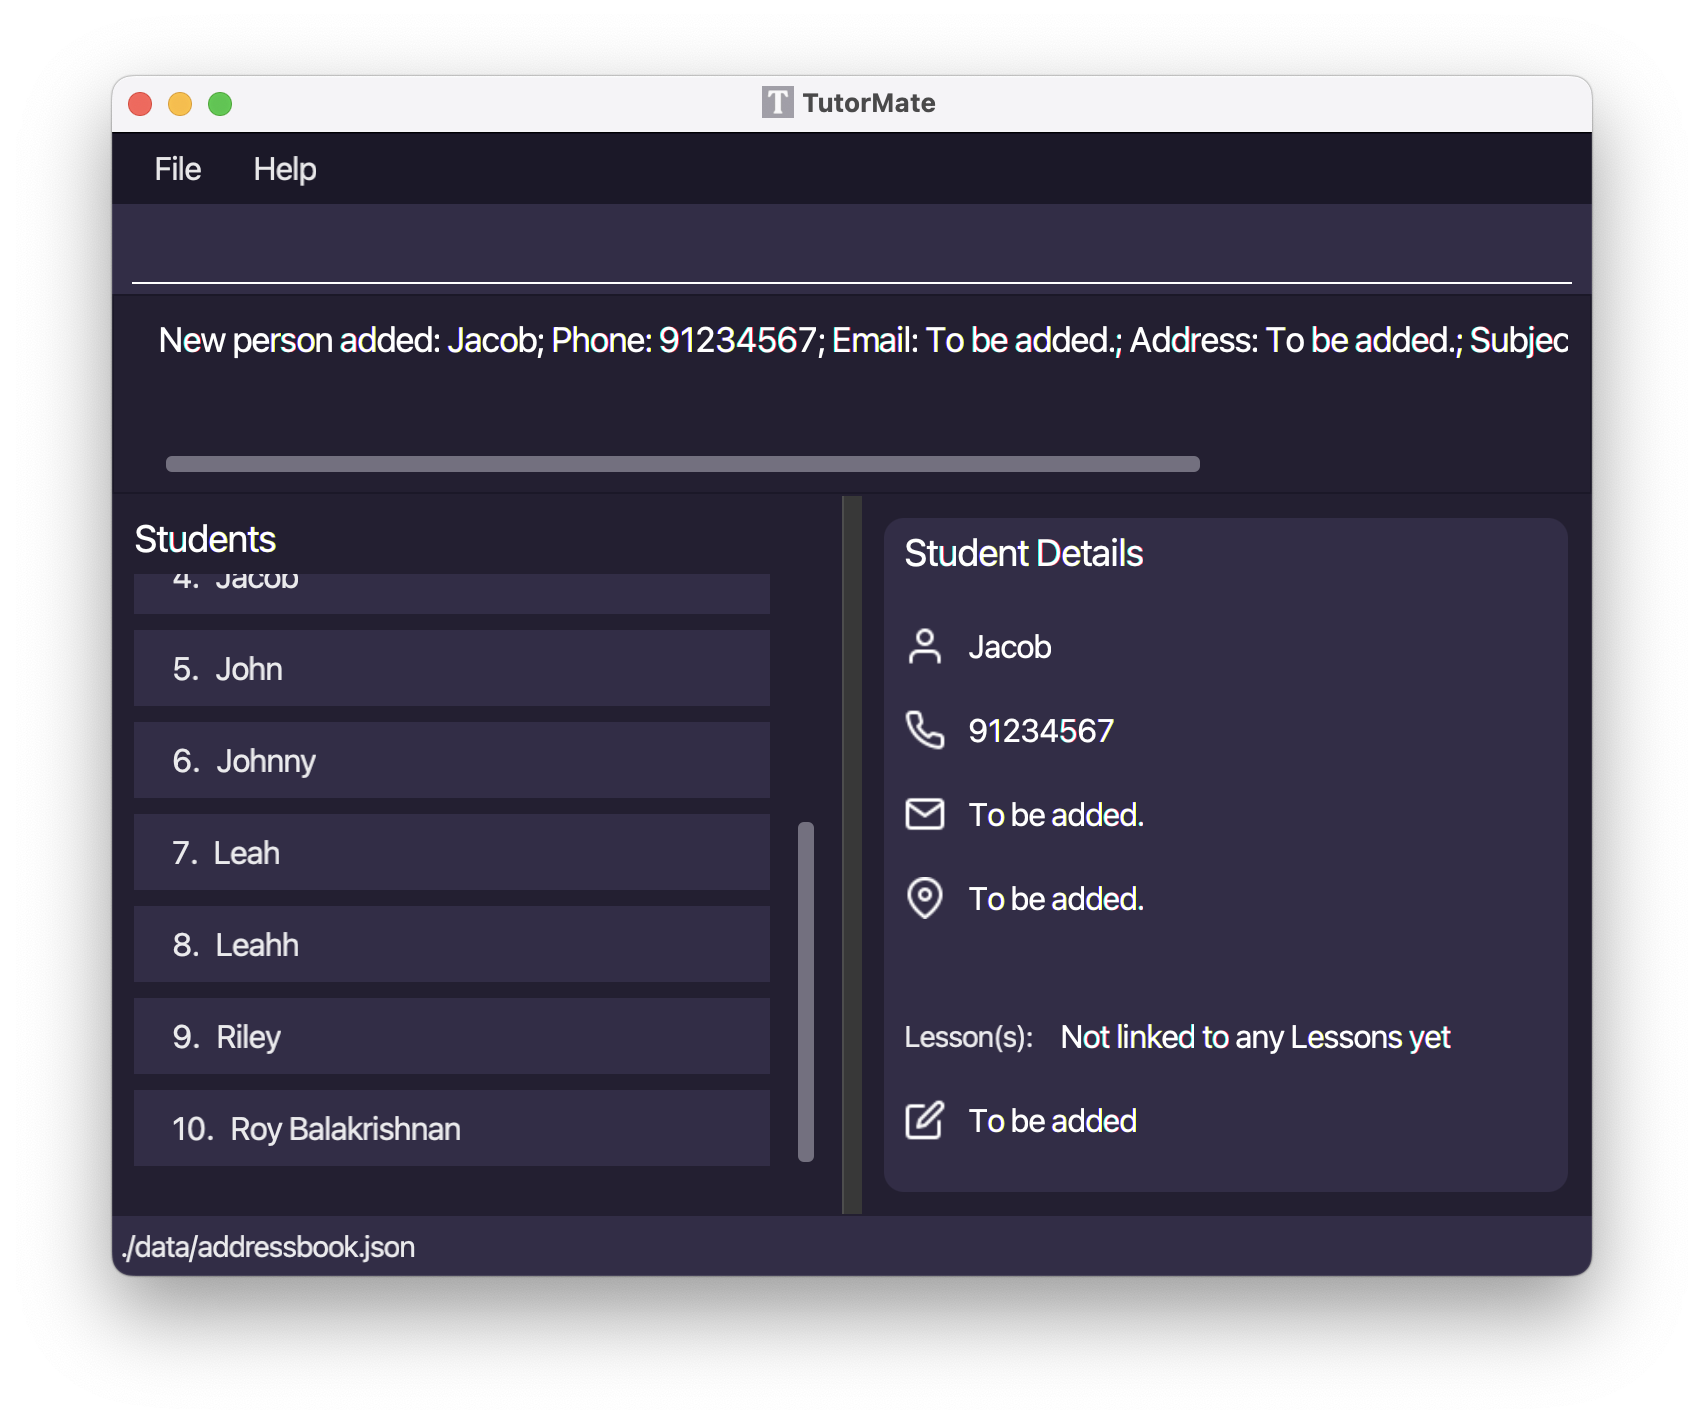 T TutorMate
File Help
New person added: Jacob; Phone: 91234567; Email: To be added.; Address: To be added.; Subjec
Students
4. Jacob
5. John
6. Johnny
7. Leah
8. Leahh
9. Riley
10. Roy Balakrishnan
Student Details
Jacob
91234567
To be added.
To be added.
Lesson(s): Not linked to any Lessons yet
To be added
./data/addressbook.json